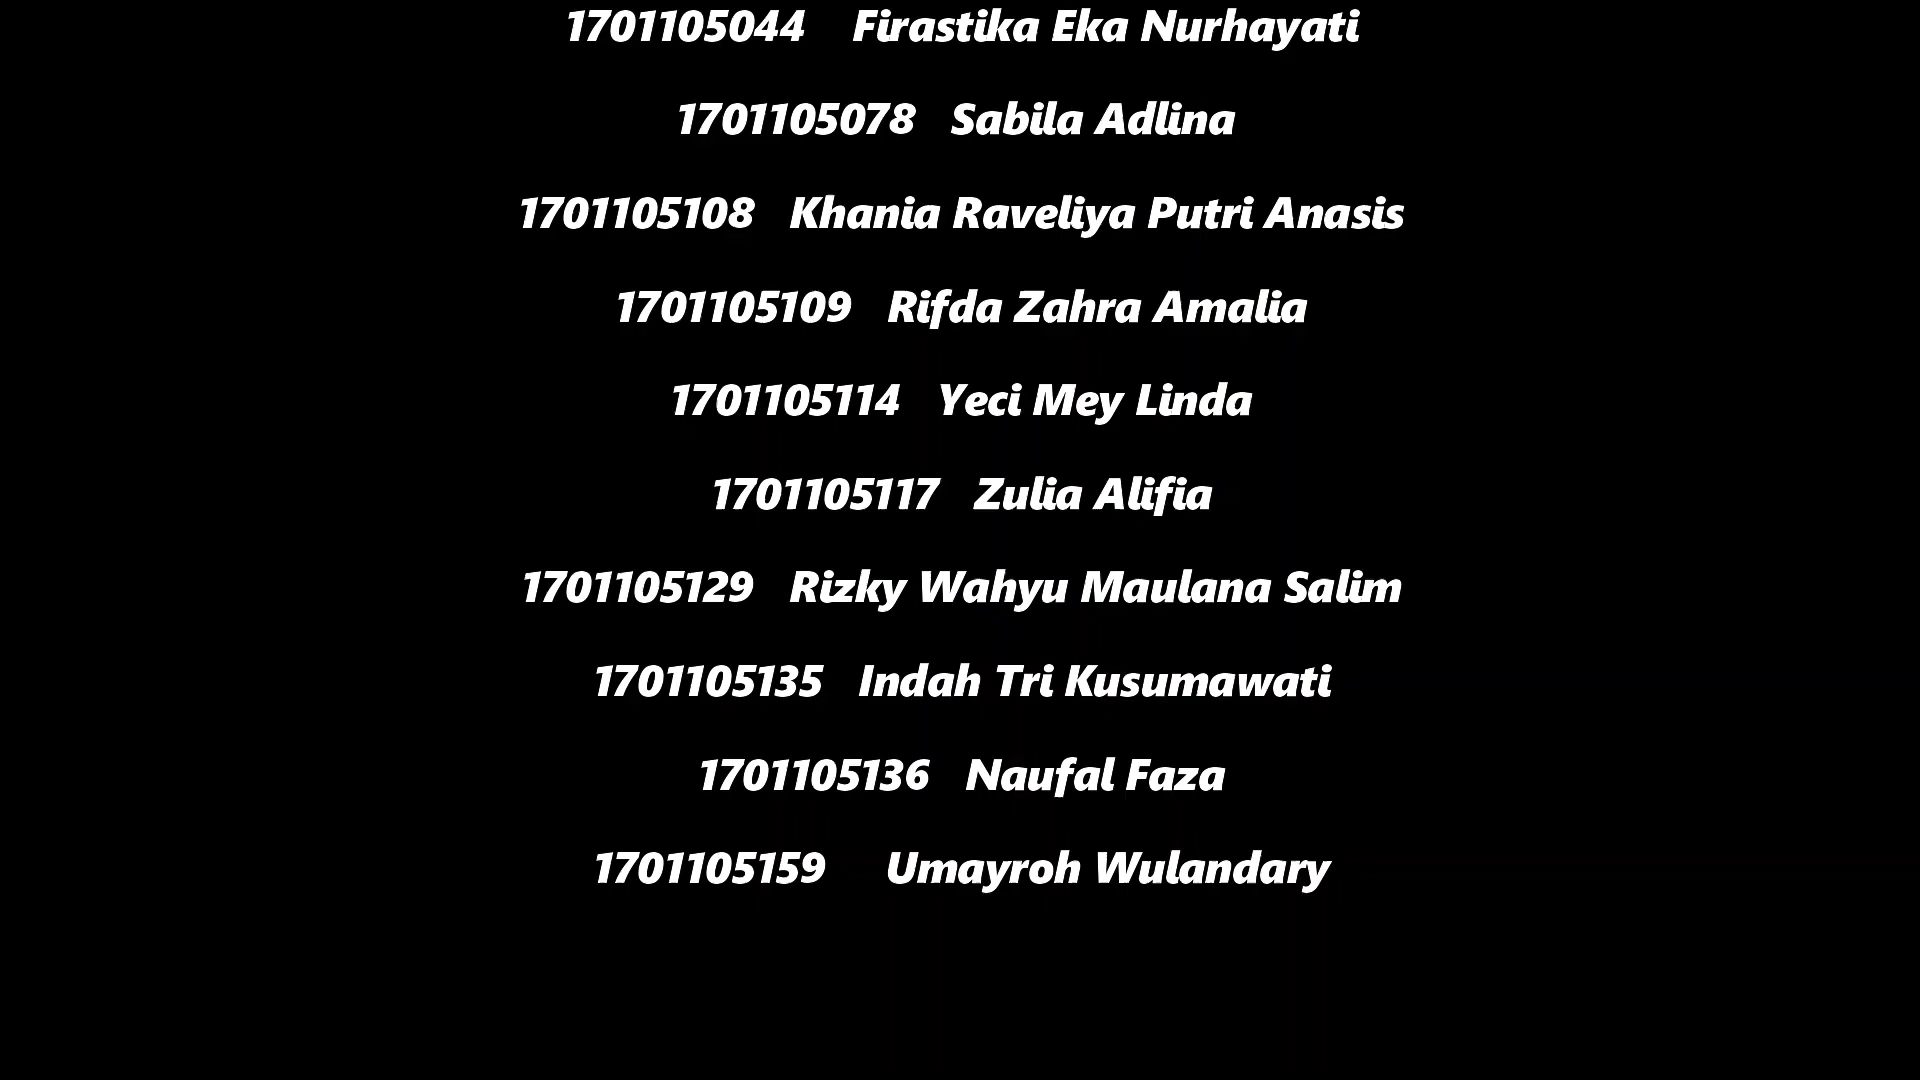 1701105044 Firastika Eka Nurhayati
1701105078 Sabila Adlina
1701105108 Khania Raveliya Putri Anasis
1701105109 Rifda Zahra Amalia
1701105114 Yeci Mey Linda
1701105117 Zulia Alifia
1701105129 Rizky Wahyu Maulana Salim
1701105135 Indah Tri Kusumawati
1701105136 Naufal Faza
1701105159 Umayroh Wulandary